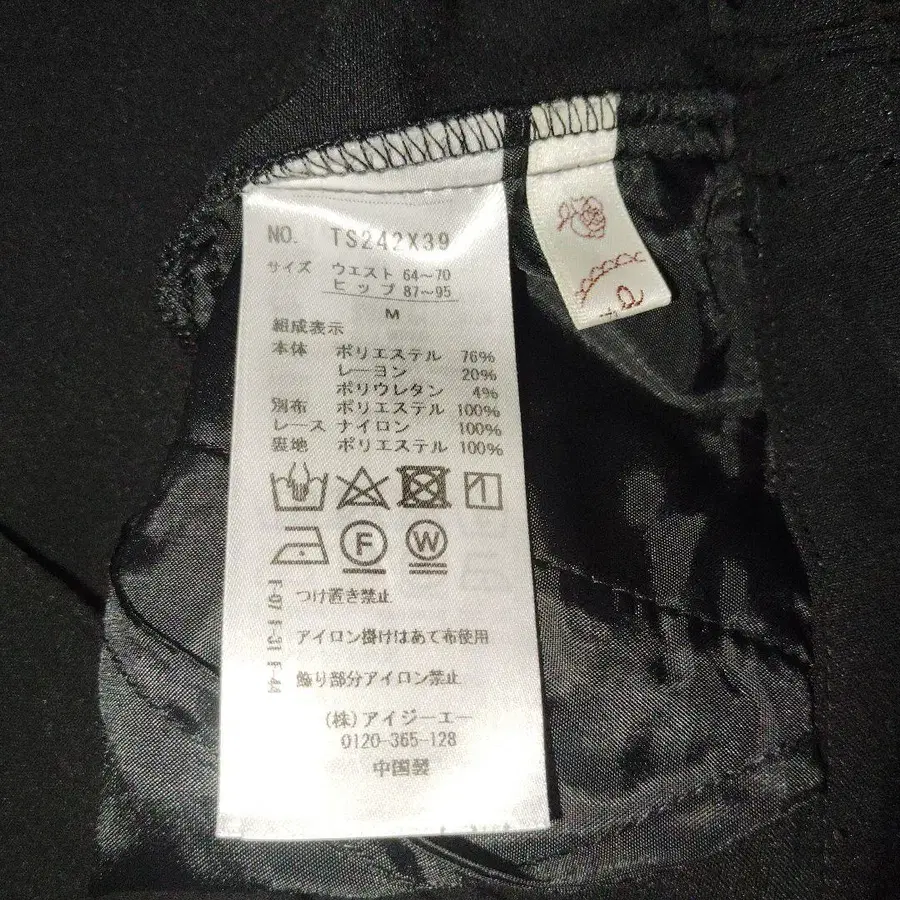 NO. TS242X39
サイズ ウエスト 64~70
ヒップ 87~95
M
組成表示
本体 ポリエステル 76%
レーヨン 20%
ポリウレタン 4%
別布 ポリエステル 100%
レース ナイロン 100%
裏地 ポリエステル 100%
F
W
つけ置き禁止
アイロン掛けはあて布使用
飾り部分アイロン禁止
F-07 F-31 F-44
(株)アイジーエー
0120-365-128
中国製